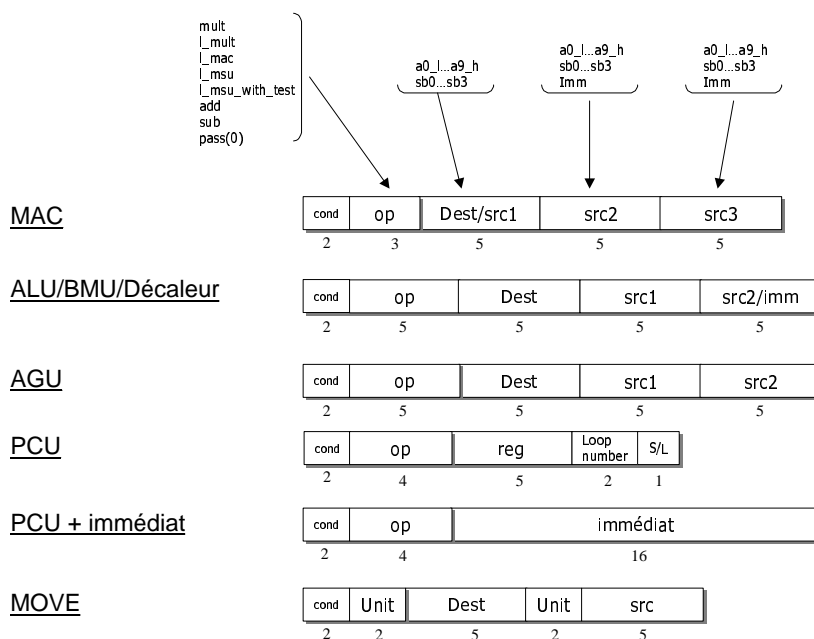 mult
l_mult
l_mac
l_msu
l_msu_with_test
add
sub
pass(0)
a0_l...a9_h
sb0...sb3
a0_l...a9_h
sb0...sb3
Imm
a0_l...a9_h
sb0...sb3
Imm
MAC
cond op Dest/src1 src2 src3
2 3 5 5 5
ALU/BMU/Décaleur
cond op Dest src1 src2/imm
2 5 5 5 5
AGU
cond op Dest src1 src2
2 5 5 5 5
PCU
cond op reg Loop number S/L
2 4 5 2 1
PCU + immédiat
cond op immédiat
2 4 16
MOVE
cond Unit Dest Unit src
2 2 5 2 5